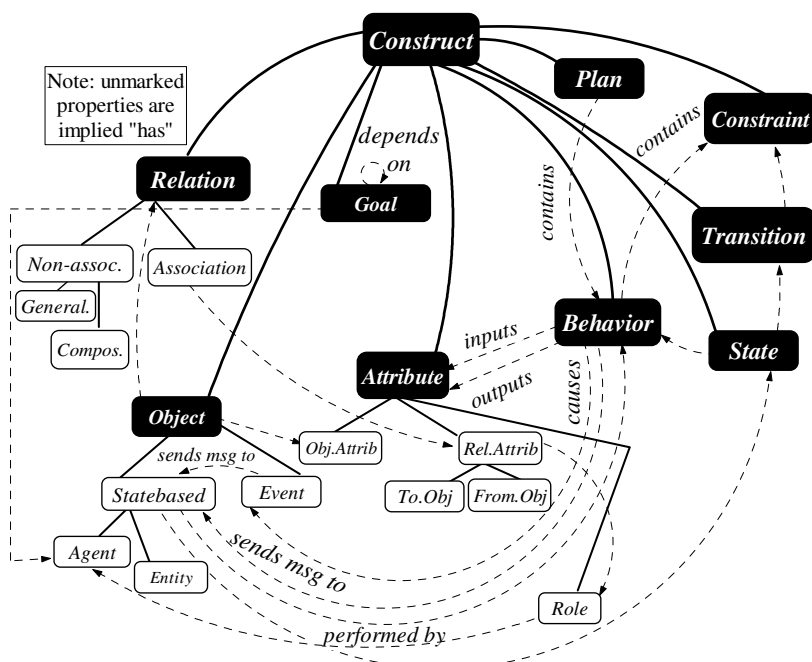 Construct
Plan
Note: unmarked
properties are
implied "has"
contains
Constraint
depends
on
Relation
Goal
contains
Transition
Non-assoc.
Association
General.
Compos.
inputs
Behavior
State
Attribute
outputs
causes
Object
sends msg to
Obj.Attrib
Rel.Attrib
Statebased
Event
To.Obj
From.Obj
Agent
Entity
sends msg to
Role
performed by